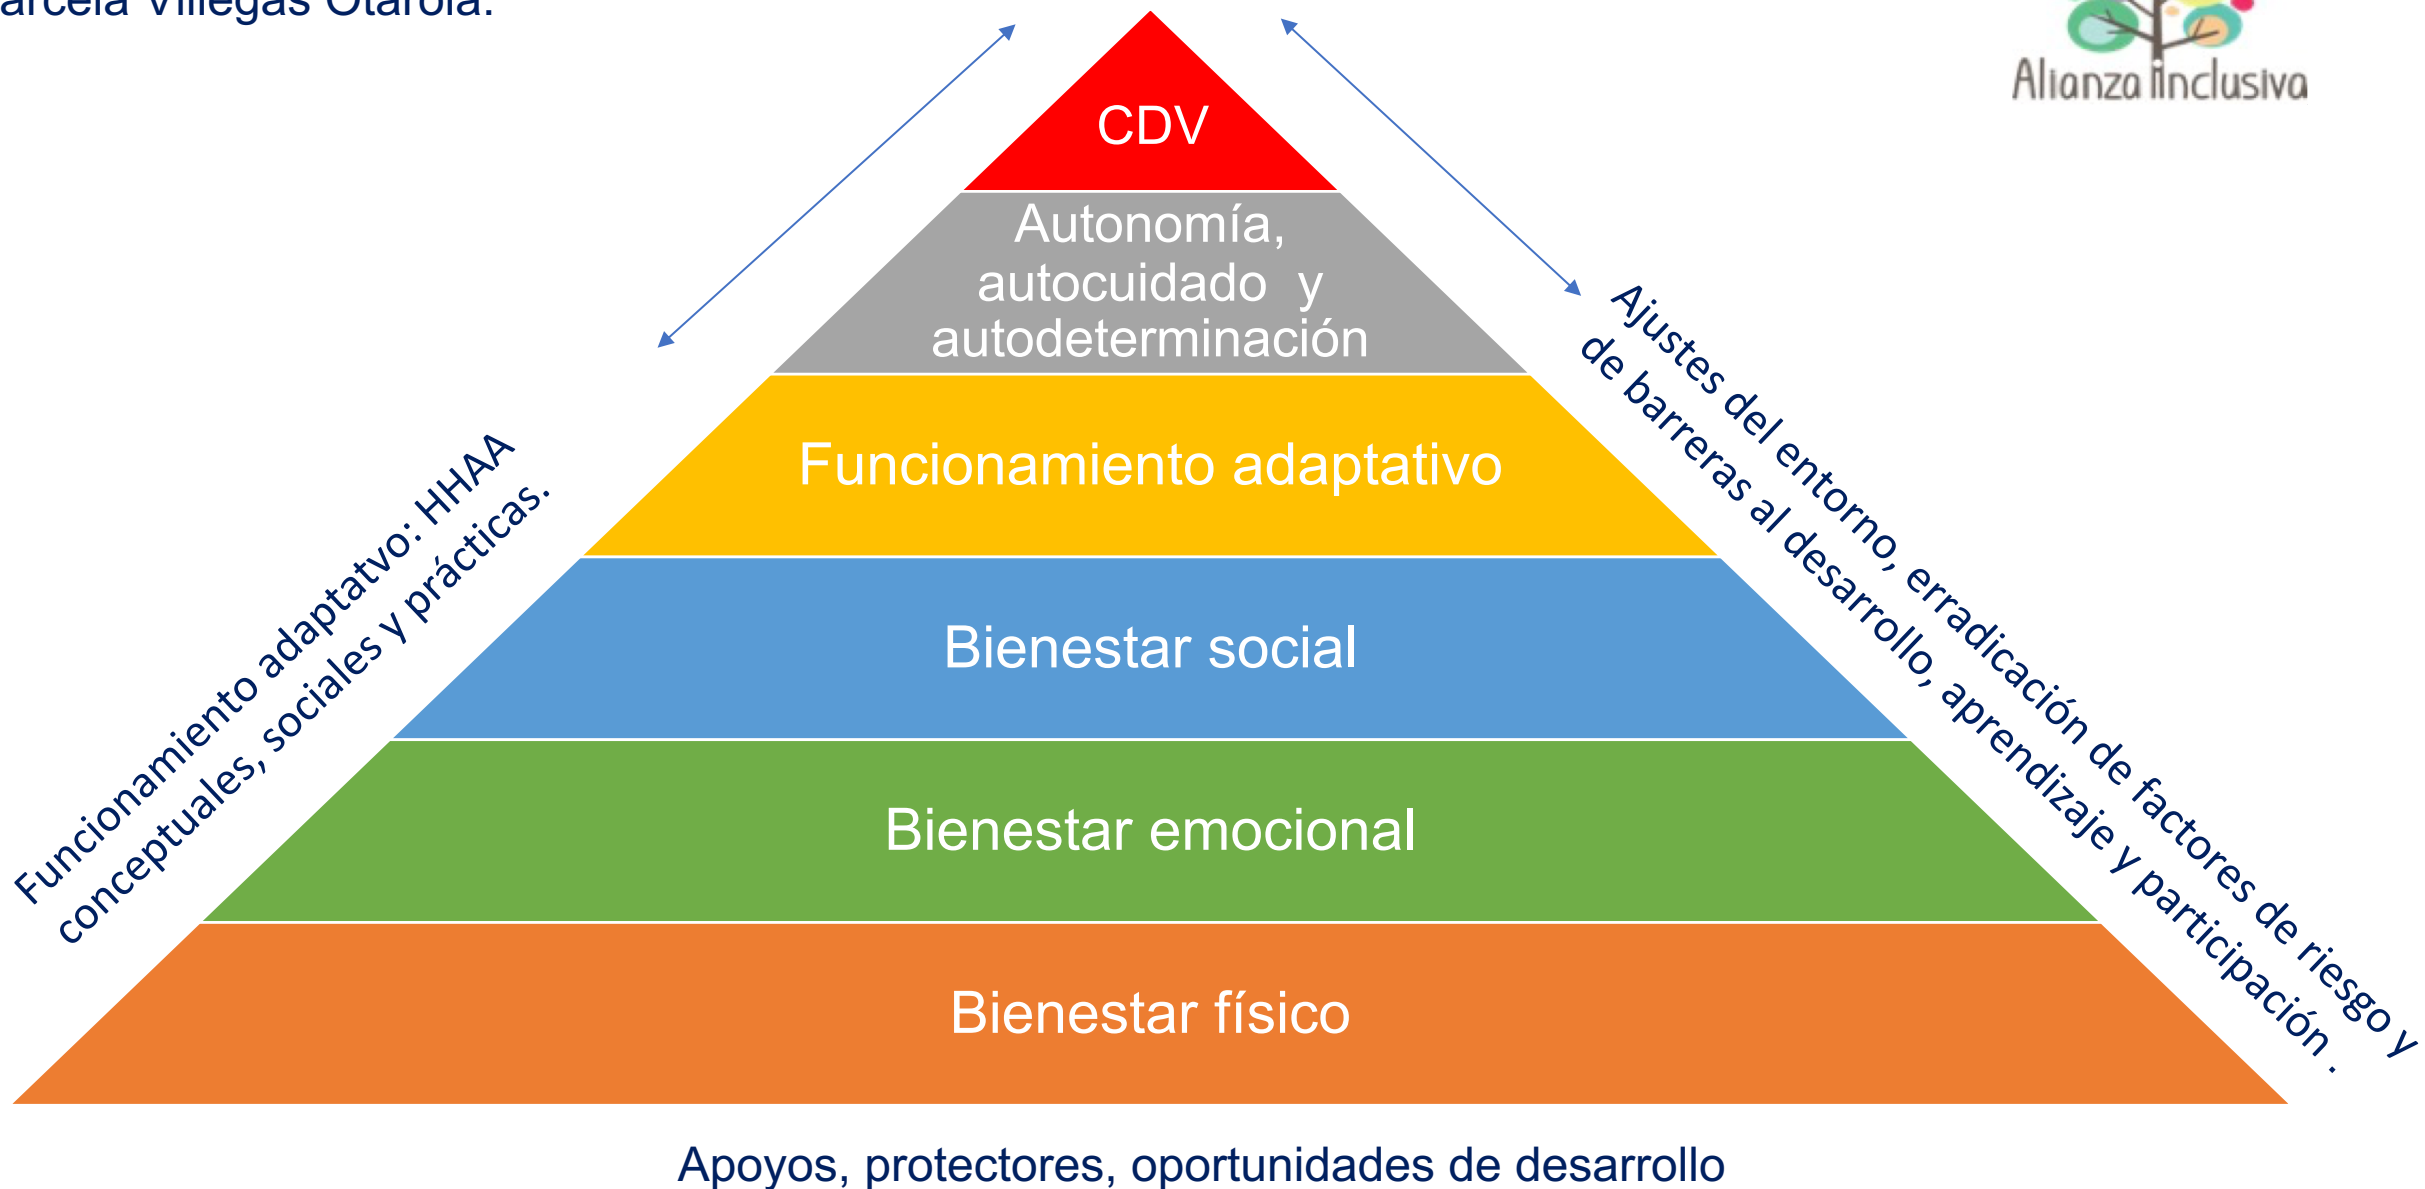 Villegas Otárola.
Alianza Inclusiva
CDV
Autonomía,
autocuidado y
autodeterminación
Funcionamiento adaptativo
Bienestar social
Bienestar emocional
Bienestar físico
Funcionamiento adaptatvo: HHAA
conceptuales, sociales y prácticas.
Ajustes del entorno, erradicación de factores de riesgo y
de barreras al desarrollo, aprendizaje y participación .
Apoyos, protectores, oportunidades de desarrollo